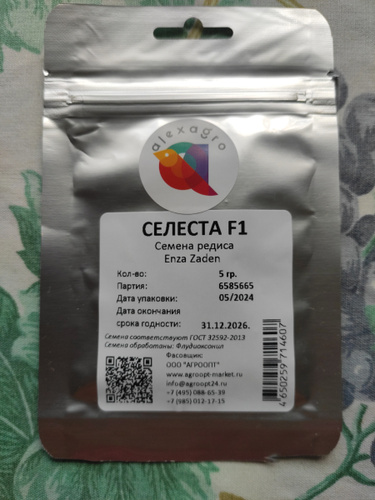 alexagro
СЕЛЕСТА F1
Семена редиса
Enza Zaden
Кол-во: 5 гр.
Партия: 6585665
Дата упаковки: 05/2024
Дата окончания
срока годности: 31.12.2026.
Семена соответствуют ГОСТ 32592-2013
Семена обработаны: Флудиоксанил
Фасовщик:
ООО "АГРООПТ"
www.agroopt-market.ru
info@agroopt24.ru
+7 (495) 088-65-39
+7 (985) 012-17-15
4650259714607